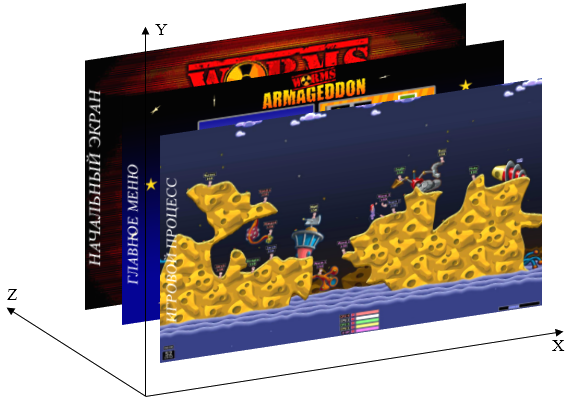 Y
WORMS
WORMS
ARMAGEDDON
НАЧАЛЬНЫЙ ЭКРАН
ГЛАВНОЕ МЕНЮ
ИГРОВОЙ ПРОЦЕСС
Z
X